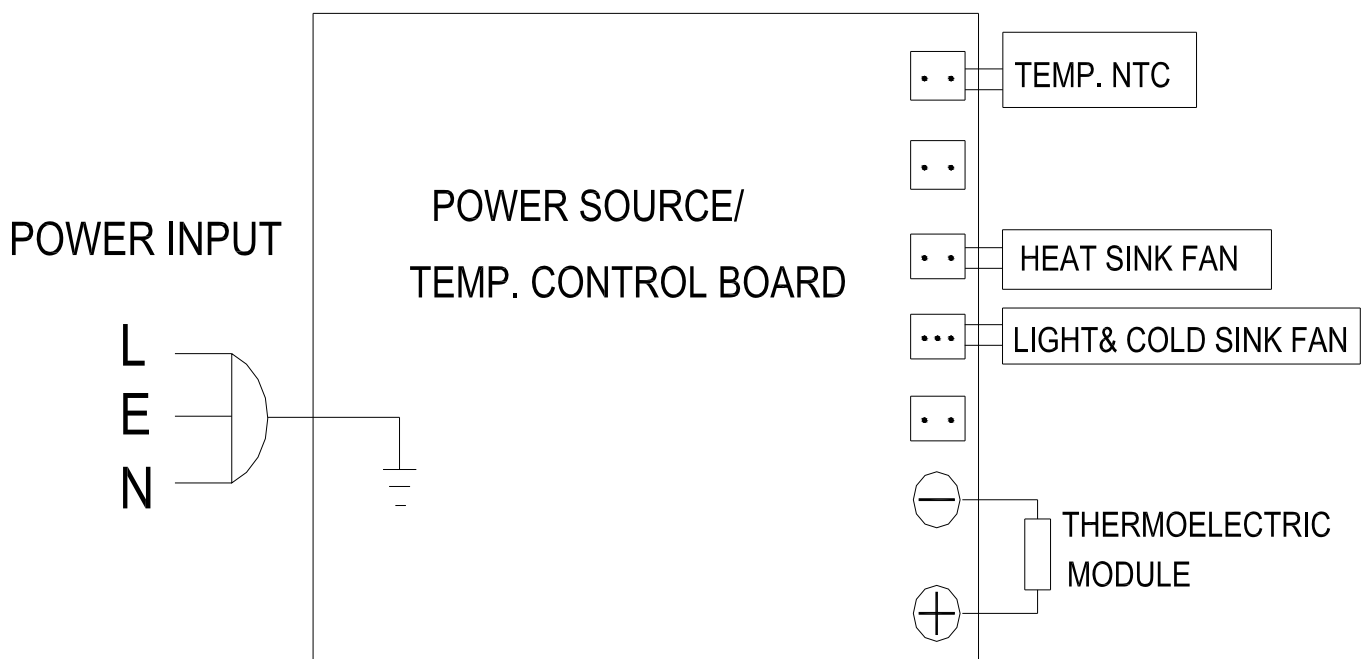 TEMP. NTC
POWER SOURCE/
TEMP. CONTROL BOARD
POWER INPUT
HEAT SINK FAN
LIGHT& COLD SINK FAN
L
E
N
THERMOELECTRIC
MODULE